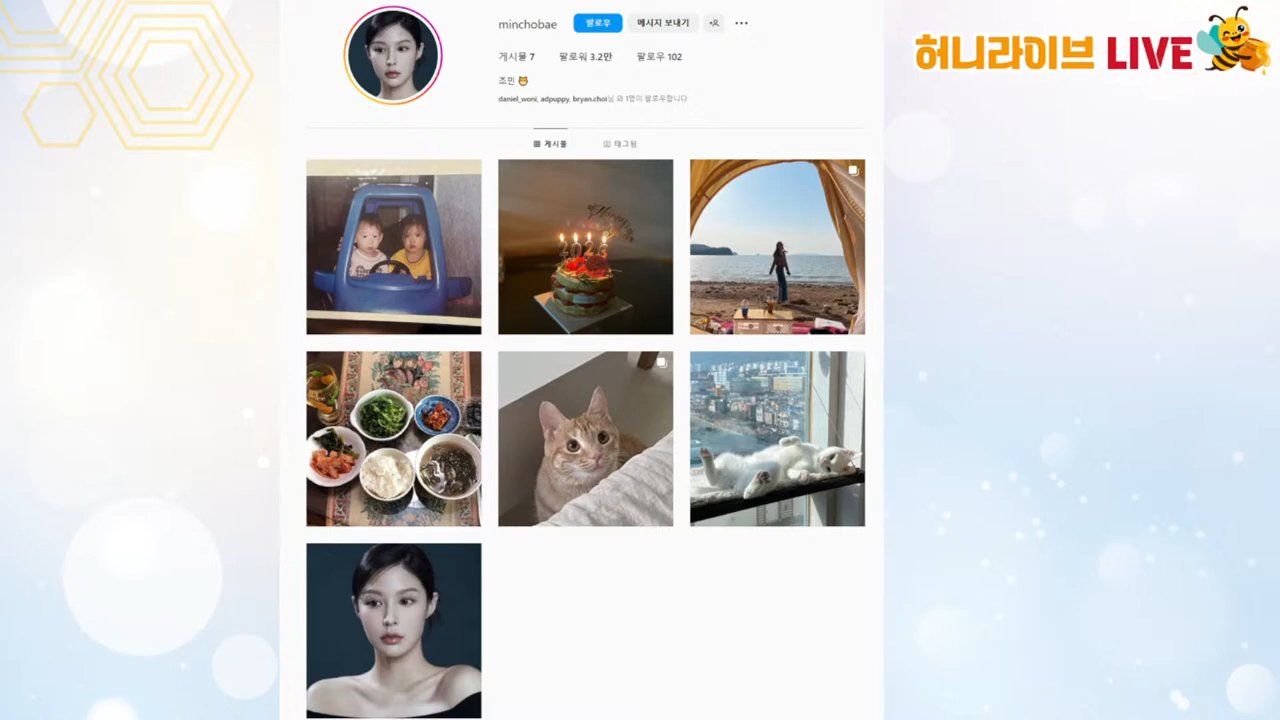 minchobae 팔로우 메시지 보내기
허니라이브 LIVE
게시물 7 팔로워 3.2만 팔로우 102
조민
daniel_woni, adpuppy, bryan.choi님 외 1명이 팔로우합니다
게시물 태그됨
2023